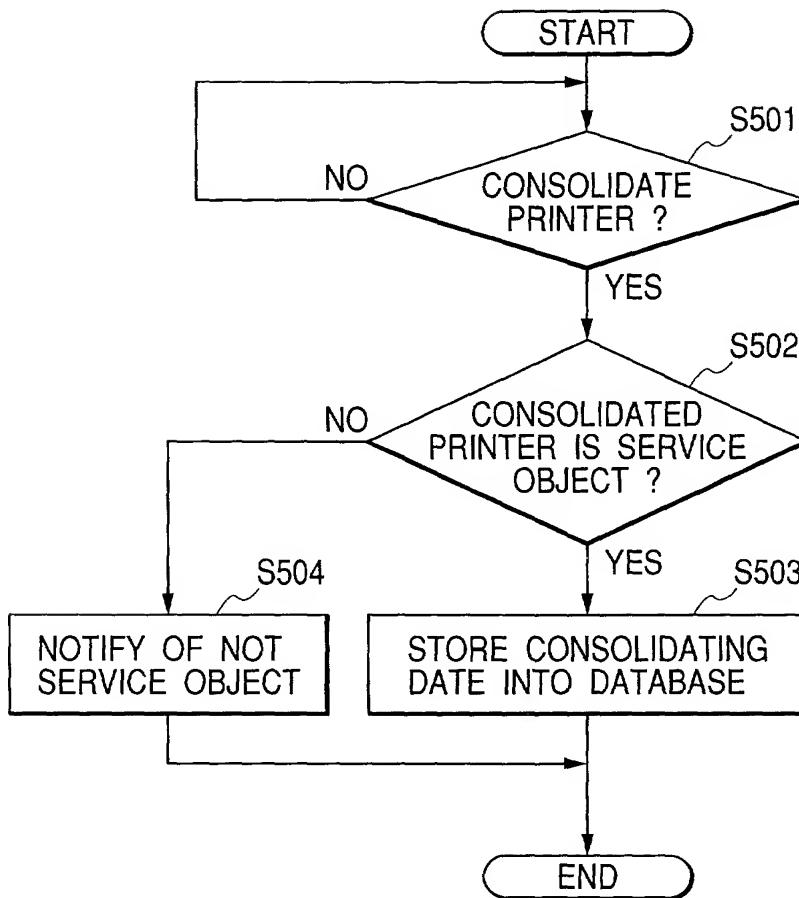 START
S501
NO
CONSOLIDATE
PRINTER ?
YES
S502
NO
CONSOLIDATED
PRINTER IS SERVICE
OBJECT ?
YES
S504
S503
NOTIFY OF NOT
SERVICE OBJECT
STORE CONSOLIDATING
DATE INTO DATABASE
END